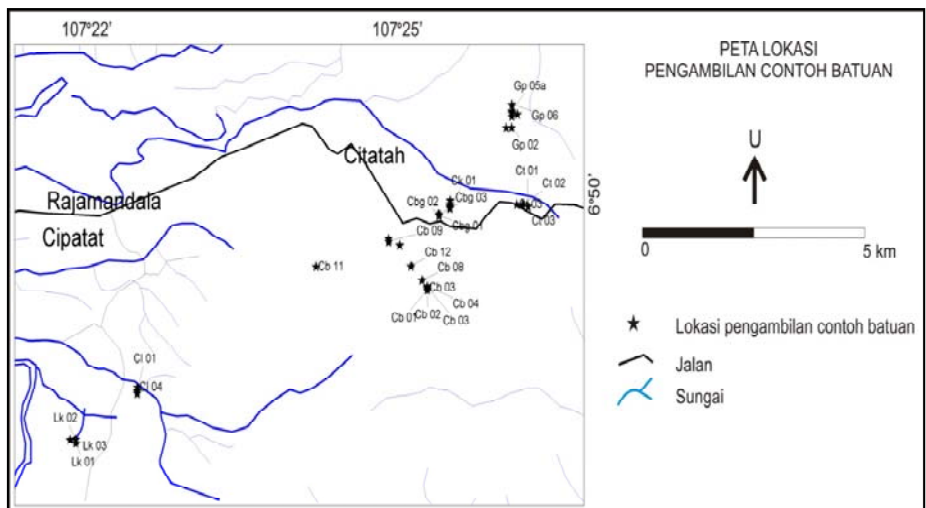 107°22'
107°25'
PETA LOKASI
PENGAMBILAN CONTOH BATUAN
U
0
5 km
Lokasi pengambilan contoh batuan
Jalan
Sungai
6°50'
Gp 05a
Gp 06
Gp 02
Citatah
Ct 01
Ct 02
Ck 01
Cbg 03
Cbg 02
Ct 03
Cbg 01
Rajamandala
Cipatat
Cb 09
Cb 12
Cb 11
Cb 08
Cb 03
Cb 04
Cb 01
Cb 02
Cb 03
Cl 01
Cl 04
Lk 02
Lk 03
Lk 01